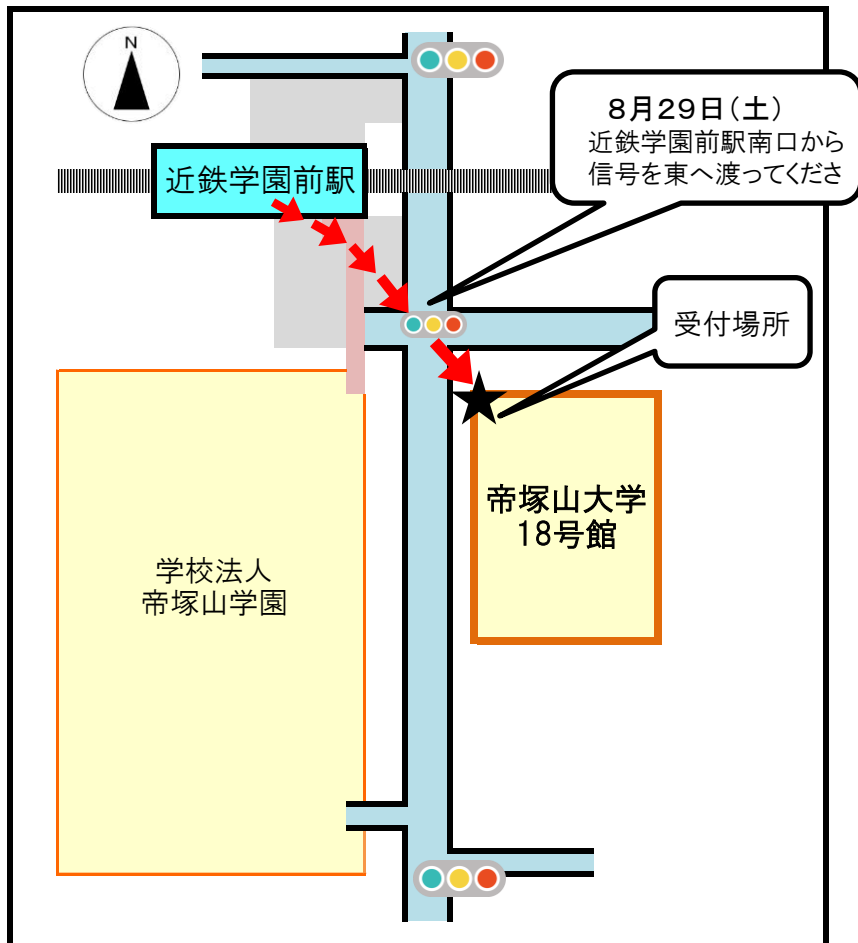 N
8月29日(土)
近鉄学園前駅南口から
信号を東へ渡ってくださ
近鉄学園前駅
受付場所
帝塚山大学
18号館
学校法人
帝塚山学園